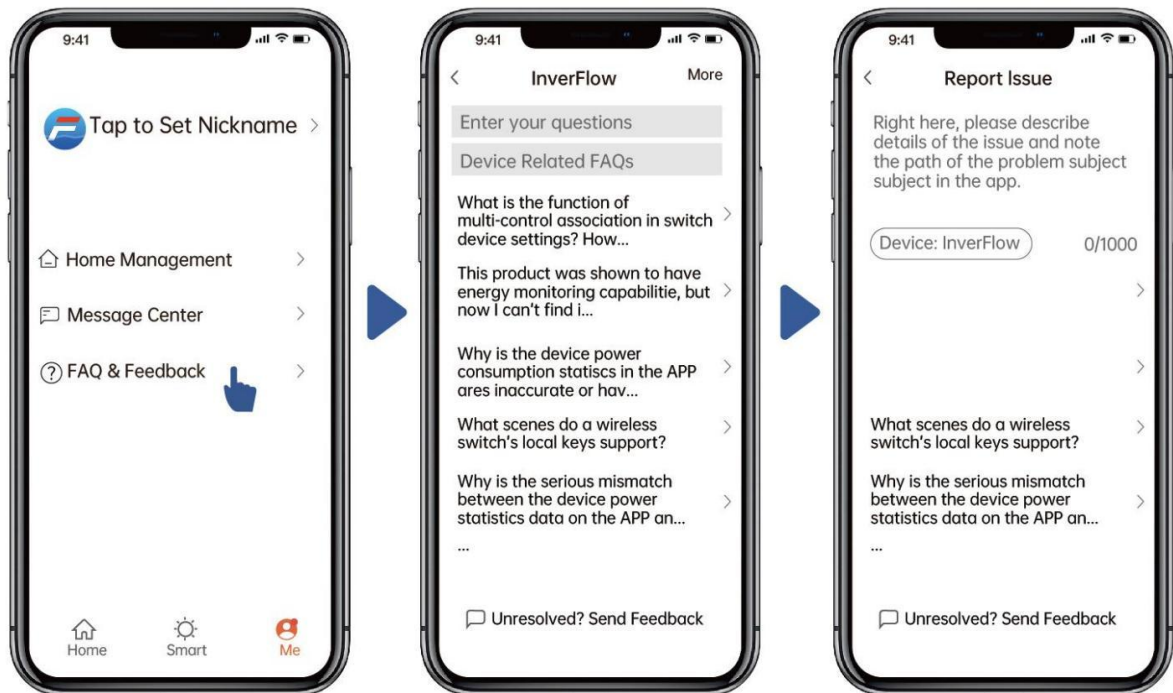 9:41
Tap to Set Nickname
Home Management
Message Center
FAQ & Feedback
Home
Smart
Me
9:41
InverFlow
More
Enter your questions
Device Related FAQs
What is the function of
multi-control association in switch
device settings? How...
This product was shown to have
energy monitoring capabilitie, but
now I can't find i...
Why is the device power
consumption statiscs in the APP
ares inaccurate or hav...
What scenes do a wireless
switch's local keys support?
Why is the serious mismatch
between the device power
statistics data on the APP an...
...
Unresolved? Send Feedback
9:41
Report Issue
Right here, please describe
details of the issue and note
the path of the problem subject
subject in the app.
Device: InverFlow
0/1000
What scenes do a wireless
switch's local keys support?
Why is the serious mismatch
between the device power
statistics data on the APP an...
...
Unresolved? Send Feedback